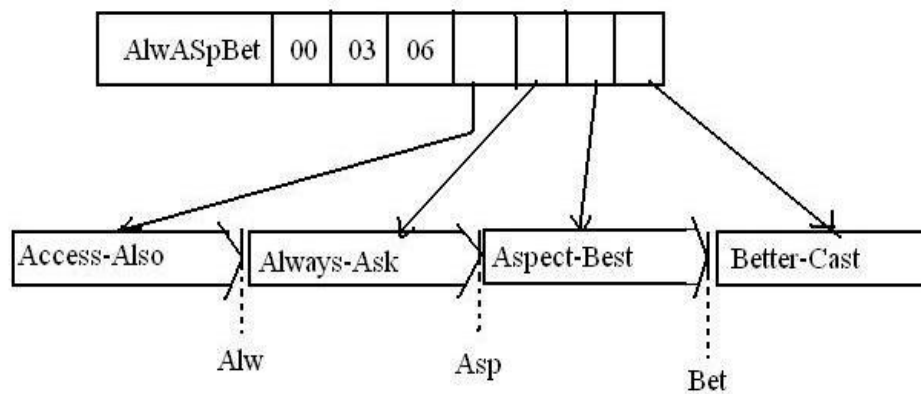 AlwASpBet 00 03 06
Access-Also Always-Ask Aspect-Best Better-Cast
Alw Asp Bet